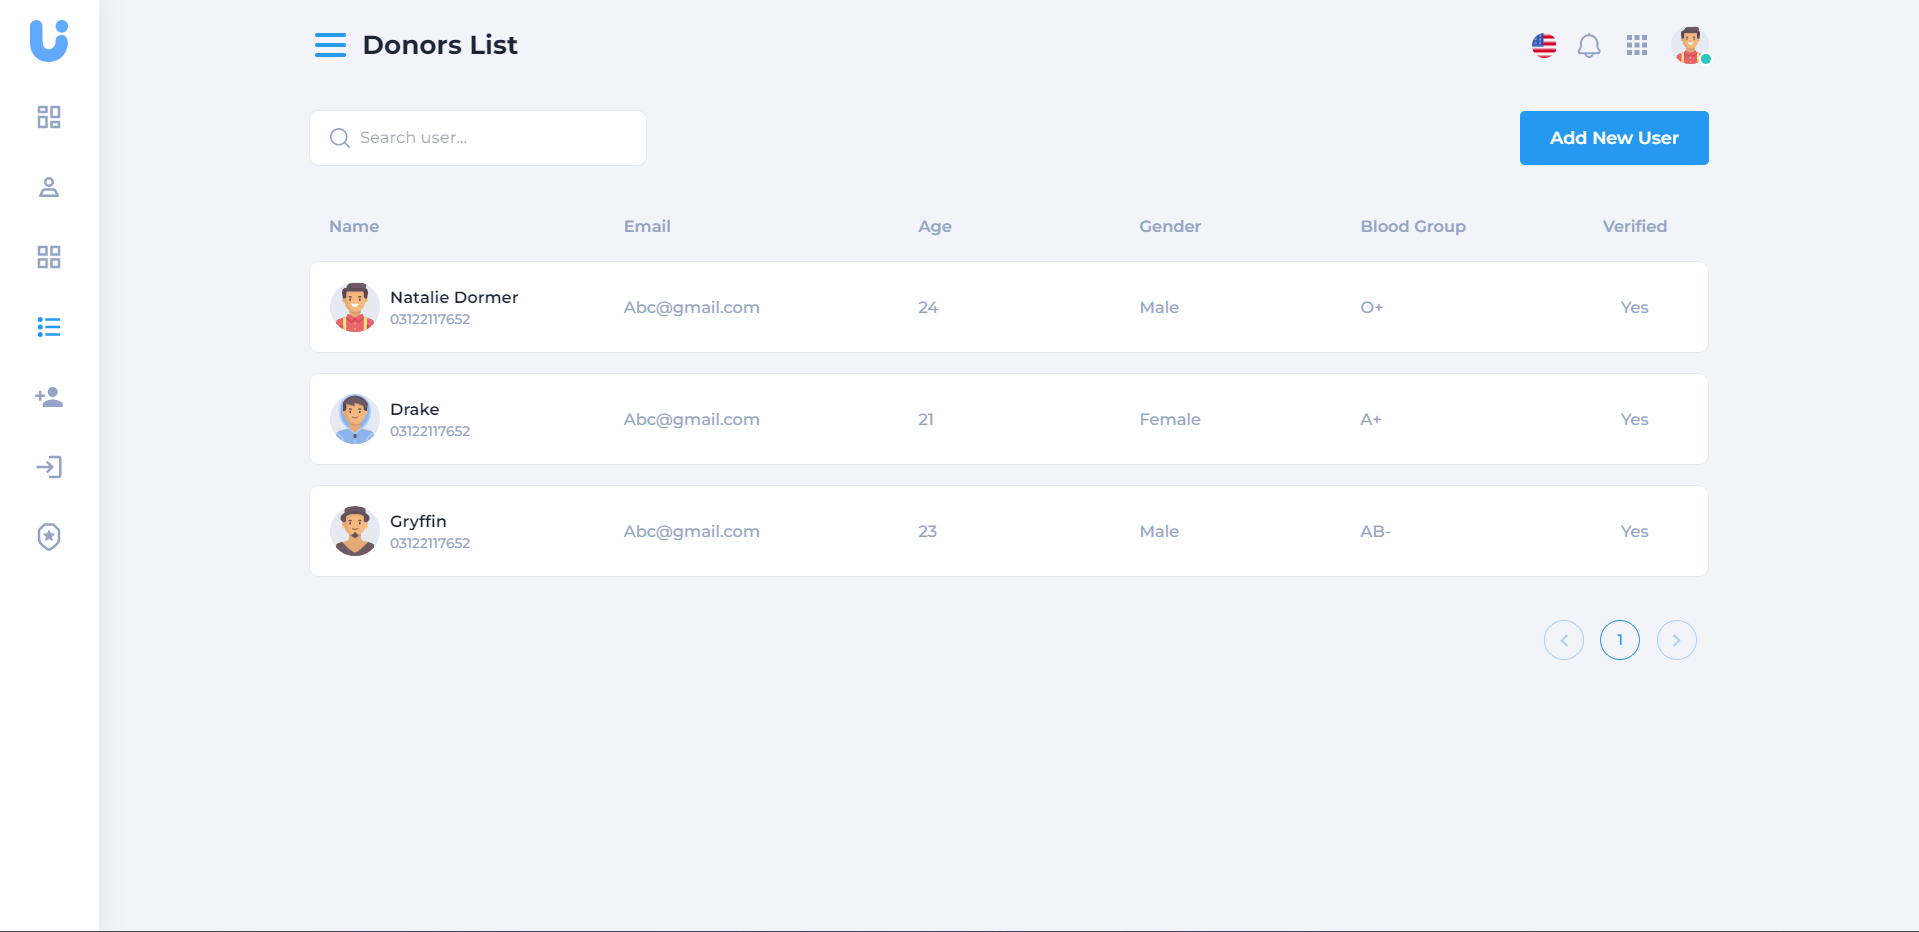 Donors List
Search user...
Add New User
Name Email Age Gender Blood Group Verified
Natalie Dormer
03122117652
Abc@gmail.com 24 Male O+ Yes
Drake
03122117652
Abc@gmail.com 21 Female A+ Yes
Gryffin
03122117652
Abc@gmail.com 23 Male AB- Yes
1